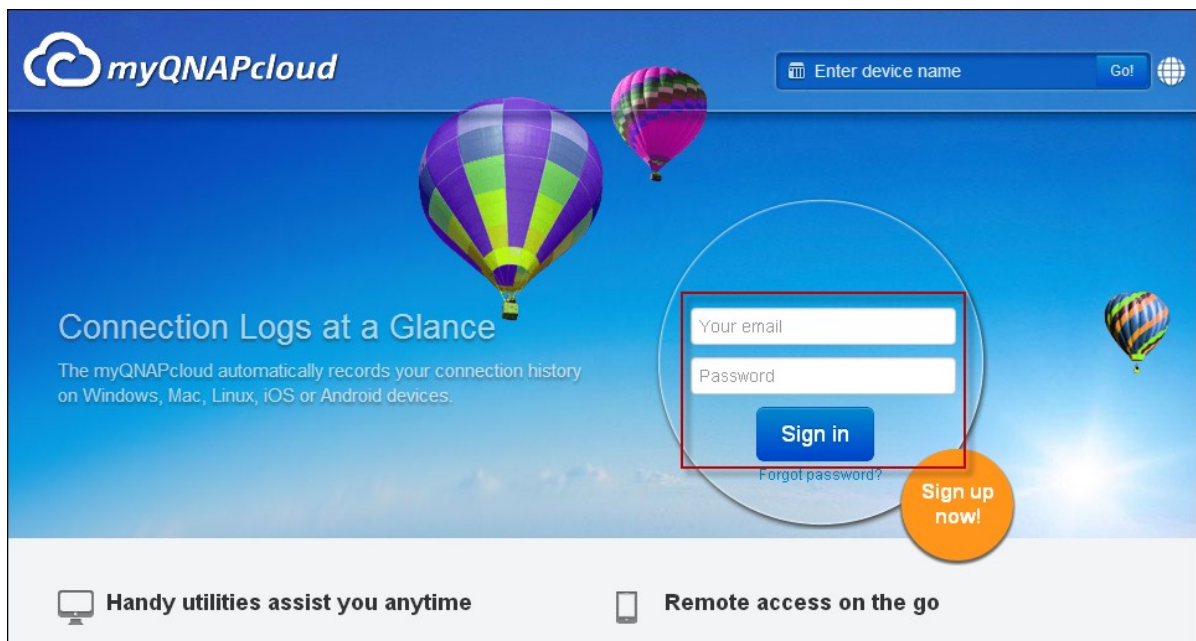 myQNAPcloud
Enter device name
Go!
Connection Logs at a Glance
The myQNAPcloud automatically records your connection history
on Windows, Mac, Linux, iOS or Android devices.
Your email
Password
Sign in
Forgot password?
Sign up
now!
Handy utilities assist you anytime
Remote access on the go